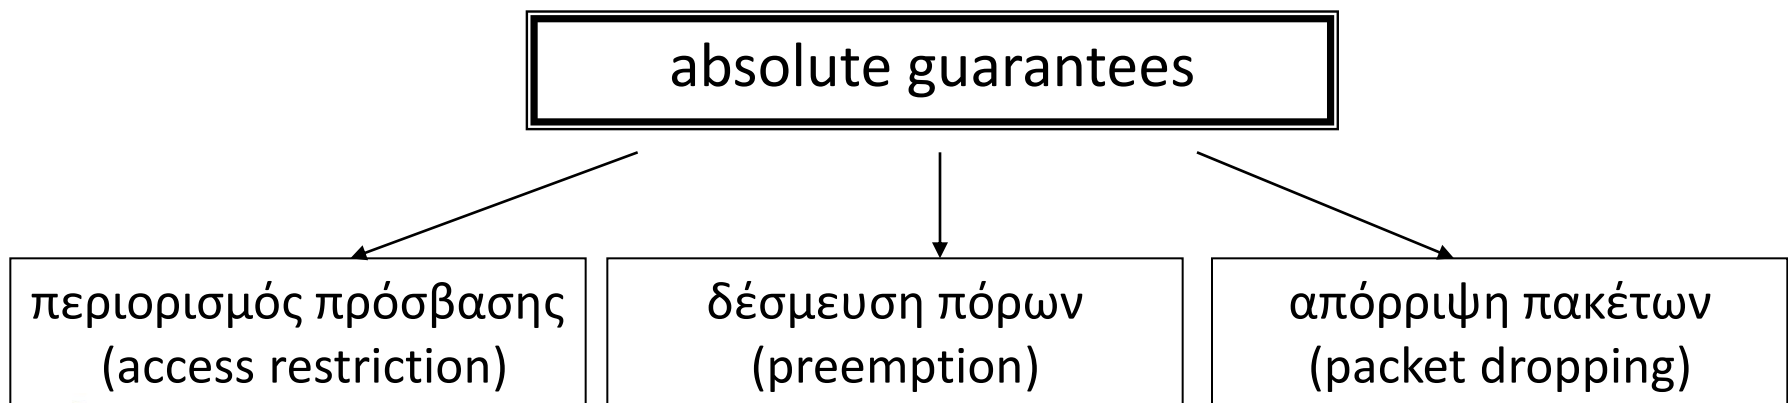 absolute guarantees
περιορισμός πρόσβασης
(access restriction)
δέσμευση πόρων
(preemption)
απόρριψη πακέτων
(packet dropping)